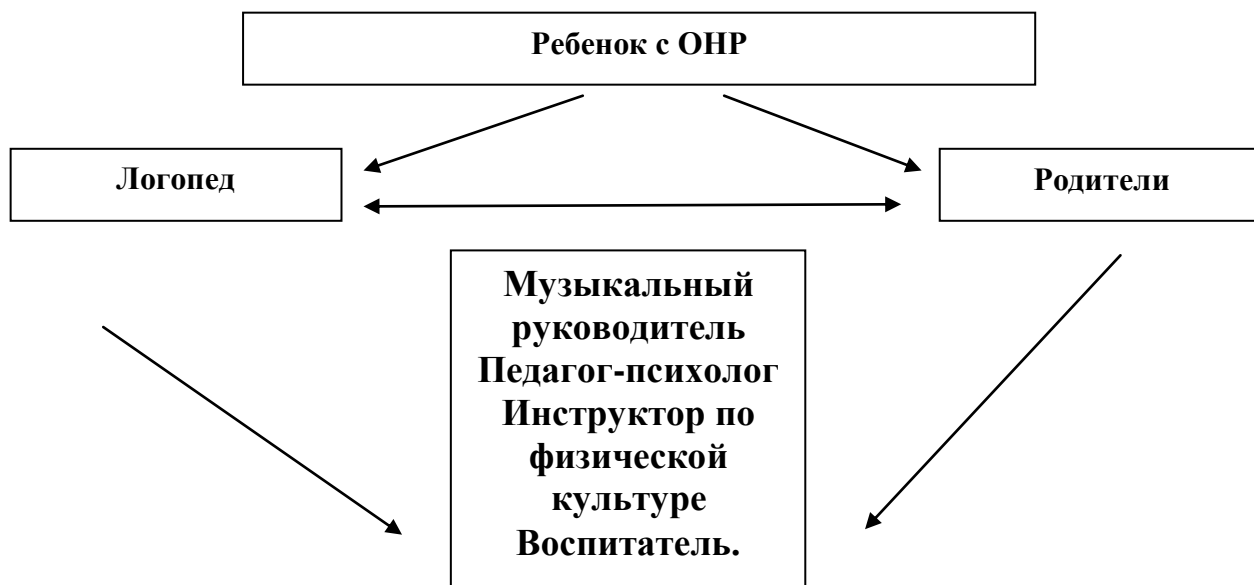 Ребенок с ОНР
Логопед
Родители
Музыкальный
руководитель
Педагог-психолог
Инструктор по
физической
культуре
Воспитатель.